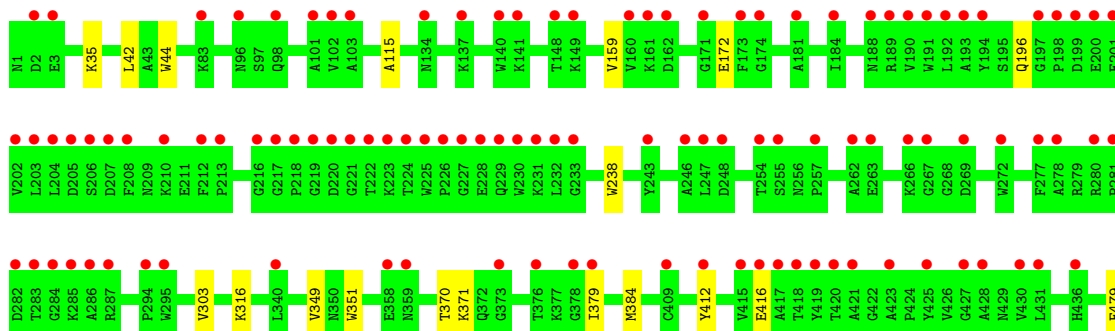 N1 D2 E3 K35 L42 A43 W44 K83 N96 S97 Q98 A101 V102 A103 A115 N134 K137 W140 K141 T148 K149 V159 V160 K161 D162 G171 E172 F173 G174 A181 I184 N188 R189 V190 W191 L192 A193 Y194 S195 Q196 G197 P198 D199 E200
V202 L203 L204 D205 S206 D207 F208 N209 K210 E211 F212 P213 G216 G217 P218 G219 D220 G221 T222 K223 T224 W225 P226 G227 E228 Q229 W230 K231 L232 G233 W238 Y243 A246 L247 D248 T254 S255 N256 P257 A262 E263 K266 G267 G268 D269 W272 F277 A278 R279 R280
D282 T283 G284 K285 A286 R287 P294 W295 V303 K316 L340 V349 N350 W351 E358 N359 T370 K371 Q372 G373 T376 K377 G378 I379 M384 C409 Y412 V415 E416 A417 T418 Y419 T420 A421 G422 A423 P424 Y425 V426 G427 A428 N429 V430 L431 H436